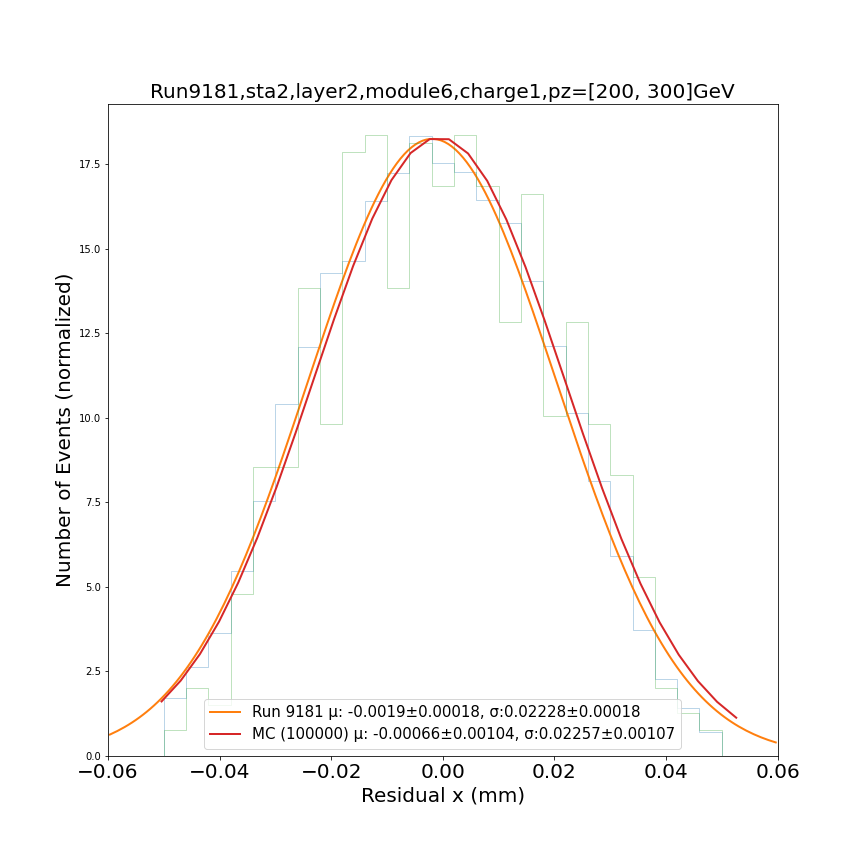 Run9181,sta2,layer2,module6,charge1,pz=[200, 300]GeV
Number of Events (normalized)
17.5
15.0
12.5
10.0
7.5
5.0
2.5
0.0
Run 9181 μ: -0.0019±0.00018, σ:0.02228±0.00018
MC (100000) μ: -0.00066±0.00104, σ:0.02257±0.00107
−0.06 −0.04 −0.02 0.00 0.02 0.04 0.06
Residual x (mm)